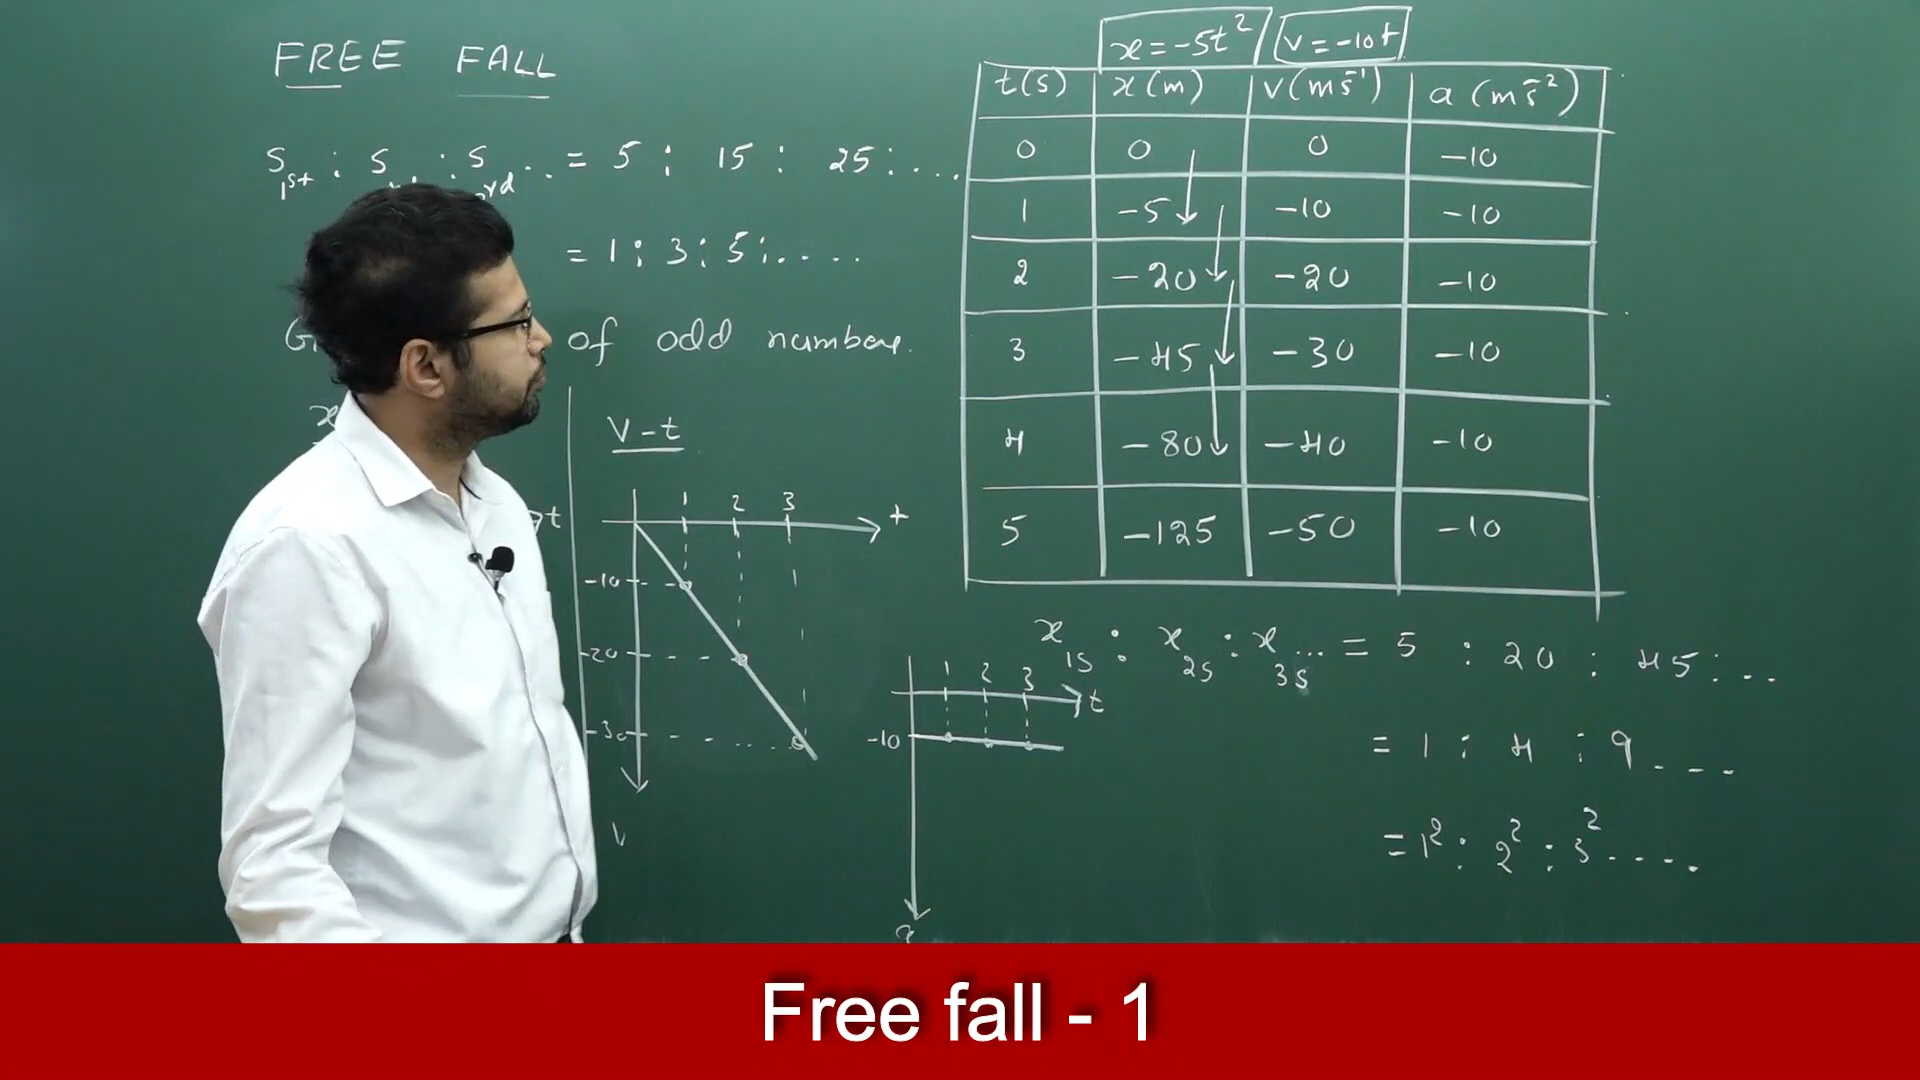 FREE FALL
S1st : S : Srd .. = 5 : 15 : 25 : ....
= 1 : 3 : 5 : ....
of odd numbers.
x
V-t
t
1 2 3 t
-10
-20
-30
V
x = -5t² v = -10t
t(s) x(m) v(ms⁻¹) a(ms⁻²)
0 0 0 -10
1 -5 -10 -10
2 -20 -20 -10
3 -45 -30 -10
4 -80 -40 -10
5 -125 -50 -10
x1s : x2s : x3s ... = 5 : 20 : 45 : ..
= 1 : 4 : 9 ....
= 1² : 2² : 3² .....
1 2 3 t
-10
a
Free fall - 1